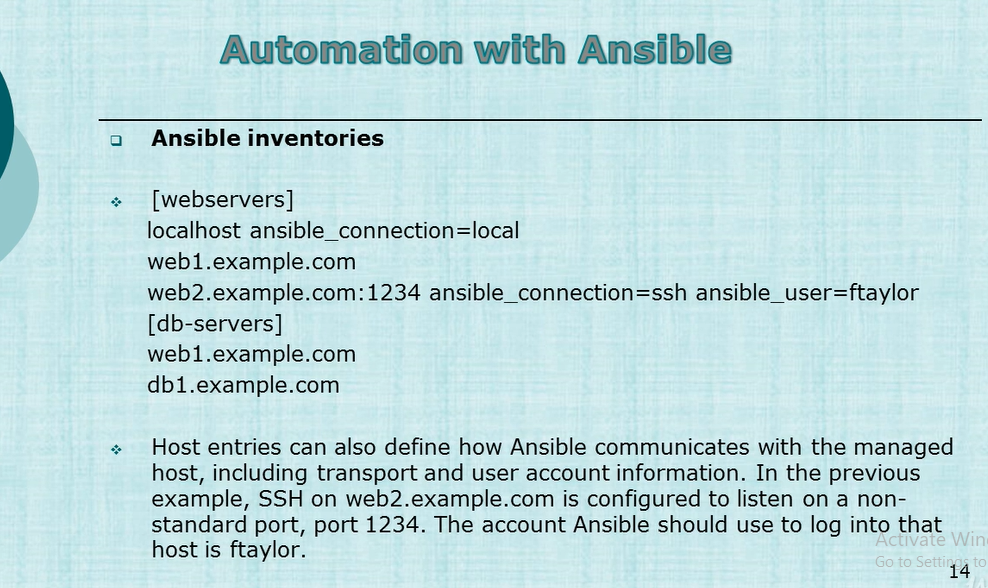 Automation with Ansible
Ansible inventories
[webservers]
localhost ansible_connection=local
web1.example.com
web2.example.com:1234 ansible_connection=ssh ansible_user=ftaylor
[db-servers]
web1.example.com
db1.example.com
Host entries can also define how Ansible communicates with the managed
host, including transport and user account information. In the previous
example, SSH on web2.example.com is configured to listen on a non-
standard port, port 1234. The account Ansible should use to log into that
host is ftaylor.
Activate
Go to Settings to
14